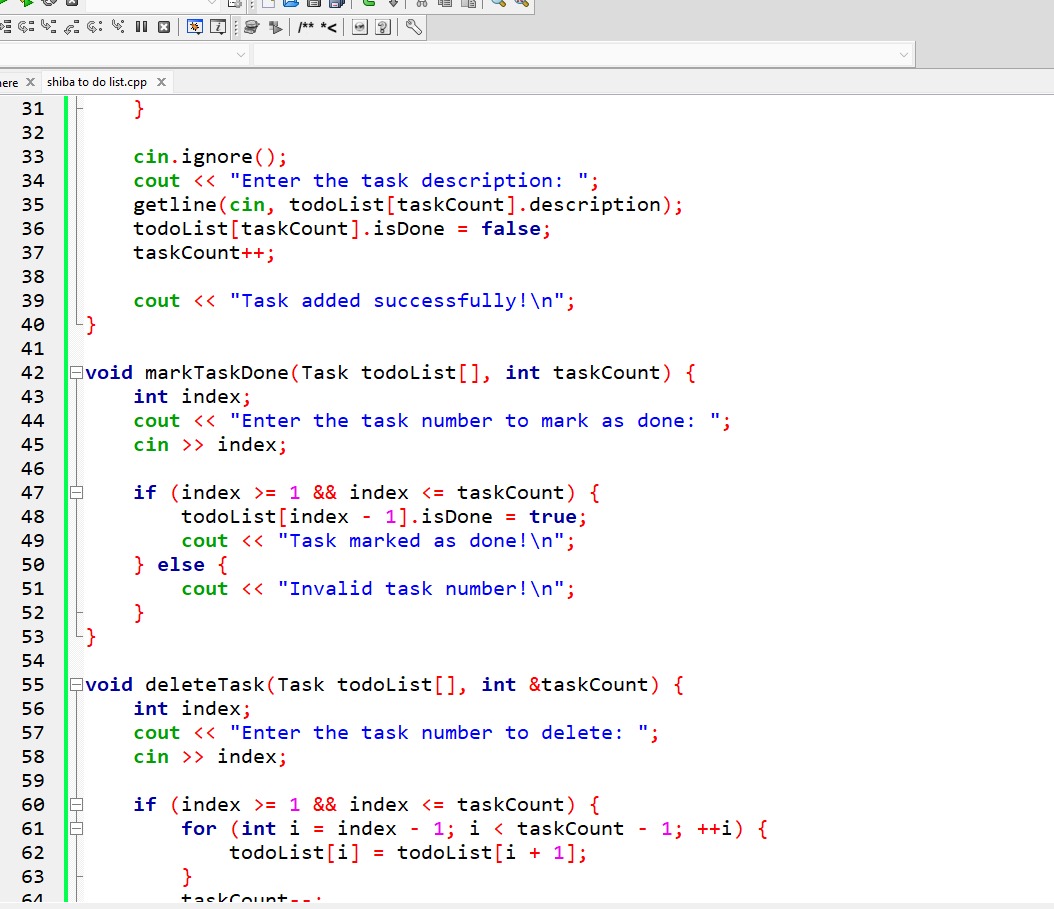 /** *<
shiba to do list.cpp
31 }
32
33 cin.ignore();
34 cout << "Enter the task description: ";
35 getline(cin, todoList[taskCount].description);
36 todoList[taskCount].isDone = false;
37 taskCount++;
38
39 cout << "Task added successfully!\n";
40 }
41
42 void markTaskDone(Task todoList[], int taskCount) {
43 int index;
44 cout << "Enter the task number to mark as done: ";
45 cin >> index;
46
47 if (index >= 1 && index <= taskCount) {
48 todoList[index - 1].isDone = true;
49 cout << "Task marked as done!\n";
50 } else {
51 cout << "Invalid task number!\n";
52 }
53 }
54
55 void deleteTask(Task todoList[], int &taskCount) {
56 int index;
57 cout << "Enter the task number to delete: ";
58 cin >> index;
59
60 if (index >= 1 && index <= taskCount) {
61 for (int i = index - 1; i < taskCount - 1; ++i) {
62 todoList[i] = todoList[i + 1];
63 }
64 taskCount--;